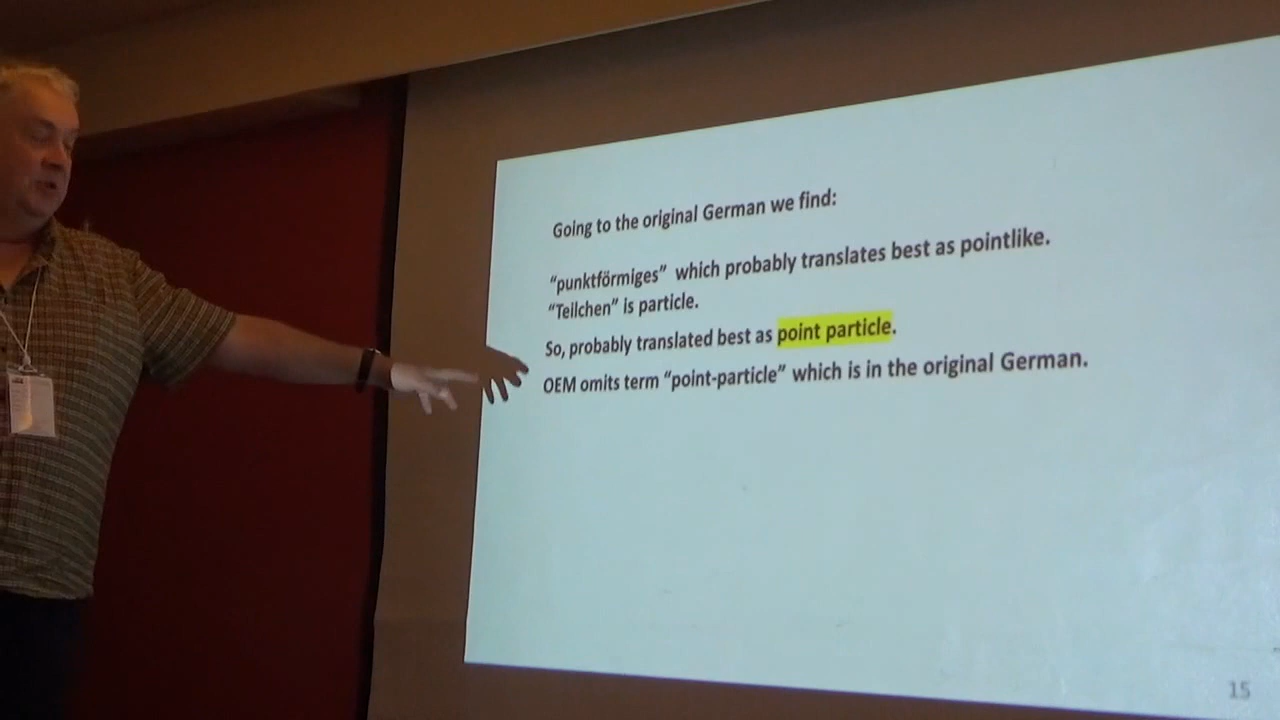 Going to the original German we find:
“punktförmiges” which probably translates best as pointlike.
“Teilchen” is particle.
So, probably translated best as point particle.
OEM omits term “point-particle” which is in the original German.
15